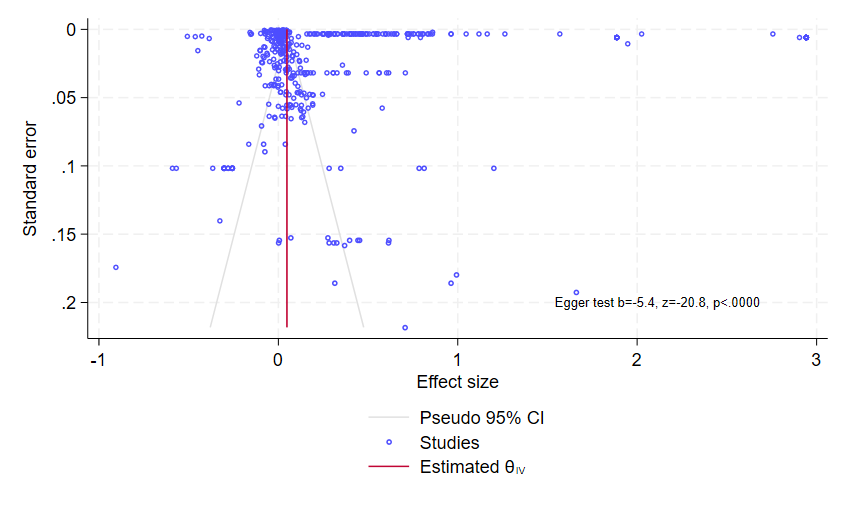 0
.05
.1
.15
.2
Standard error
Egger test b=-5.4, z=-20.8, p<.0000
-1 0 1 2 3
Effect size
Pseudo 95% CI
Studies
Estimated θIV